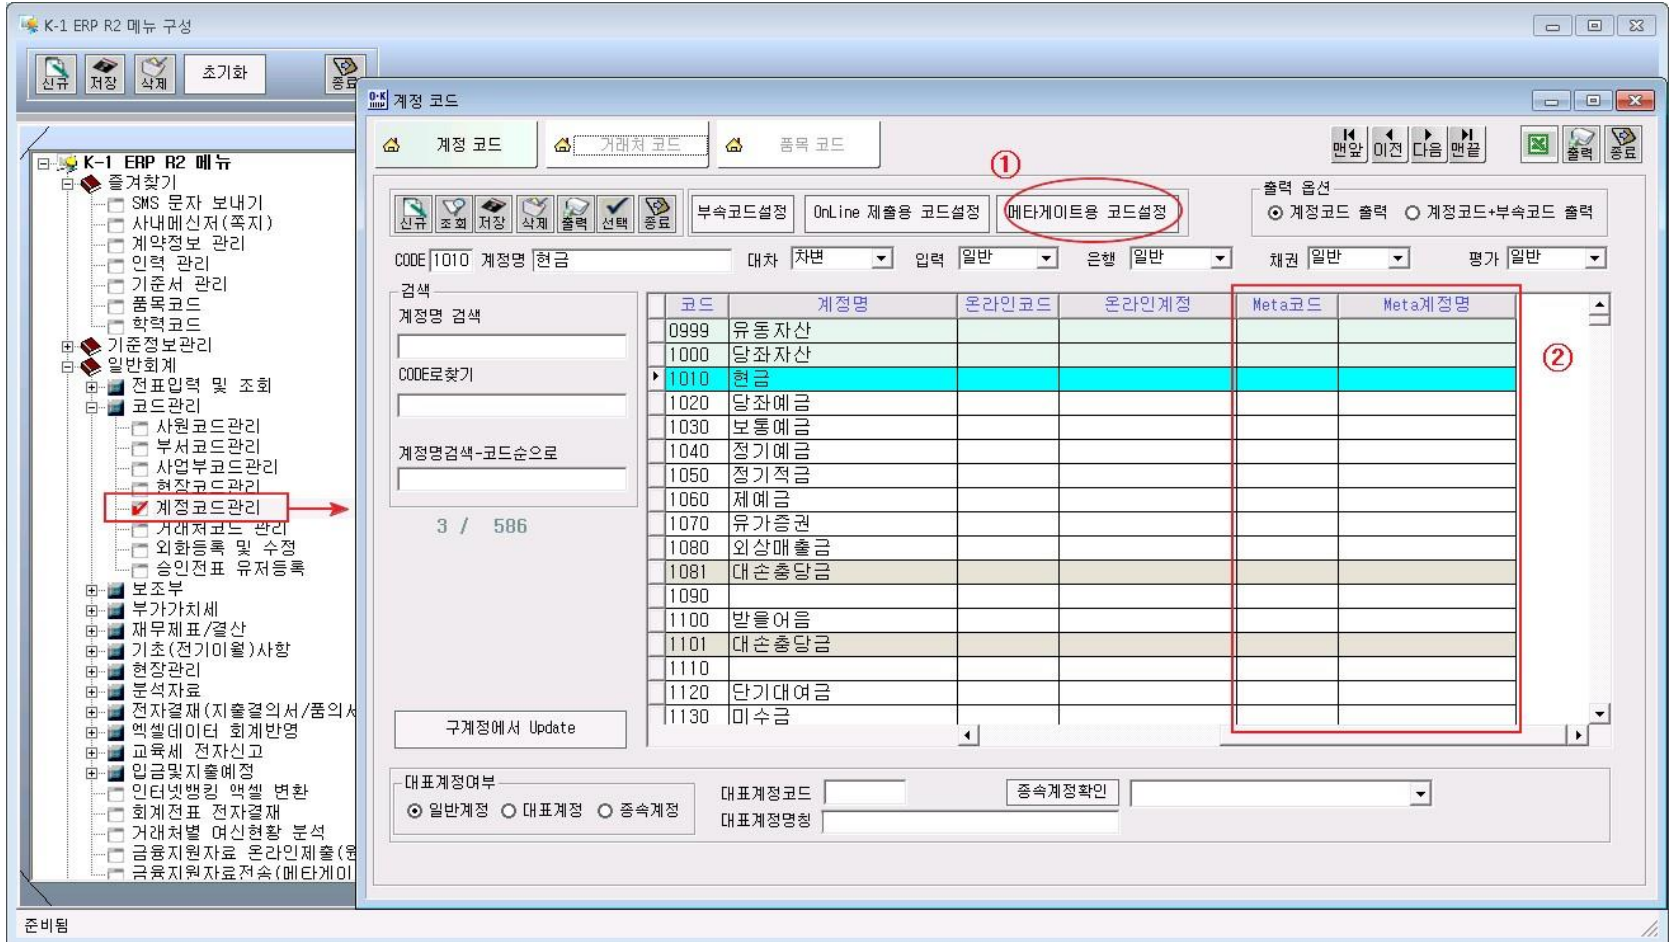 K-1 ERP R2 메뉴 구성
신규 저장 삭제 초기화 종료
K-1 ERP R2 메뉴
즐겨찾기
SMS 문자 보내기
사내메신저(쪽지)
계약정보 관리
인력 관리
기준서 관리
품목코드
학력코드
기준정보관리
일반회계
전표입력 및 조회
코드관리
사원코드관리
부서코드관리
사업부코드관리
현장코드관리
계정코드관리
거래처코드 관리
외화등록 및 수정
승인전표 유저등록
보조부
부가가치세
재무제표/결산
기초(전기이월)사항
현장관리
분석자료
전자결재(지출결의서/품의서
엑셀데이터 회계반영
교육세 전자신고
입금및지출예정
인터넷뱅킹 액셀 변환
회계전표 전자결재
거래처별 여신현황 분석
금융지원자료 온라인제출(원
금융지원자료전송(메타게이
준비됨
계정 코드
계정 코드 거래처 코드 품목 코드
맨앞 이전 다음 맨끝 출력 종료
①
신규 조회 저장 삭제 출력 선택 종료 부속코드설정 OnLine 제출용 코드설정 메타게이트용 코드설정
출력 옵션
계정코드 출력 계정코드+부속코드 출력
CODE 1010 계정명 현금 대차 차변 입력 일반 은행 일반 채권 일반 평가 일반
검색
계정명 검색
CODE로찾기
계정명검색-코드순으로
3 / 586
구계정에서 Update
코드 계정명 온라인코드 온라인계정 Meta코드 Meta계정명
0999 유동자산
1000 당좌자산
②
1010 현금
1020 당좌예금
1030 보통예금
1040 정기예금
1050 정기적금
1060 제예금
1070 유가증권
1080 외상매출금
1081 대손충당금
1090
1100 받을어음
1101 대손충당금
1110
1120 단기대여금
1130 미수금
대표계정여부
일반계정 대표계정 종속계정
대표계정코드 종속계정확인
대표계정명칭